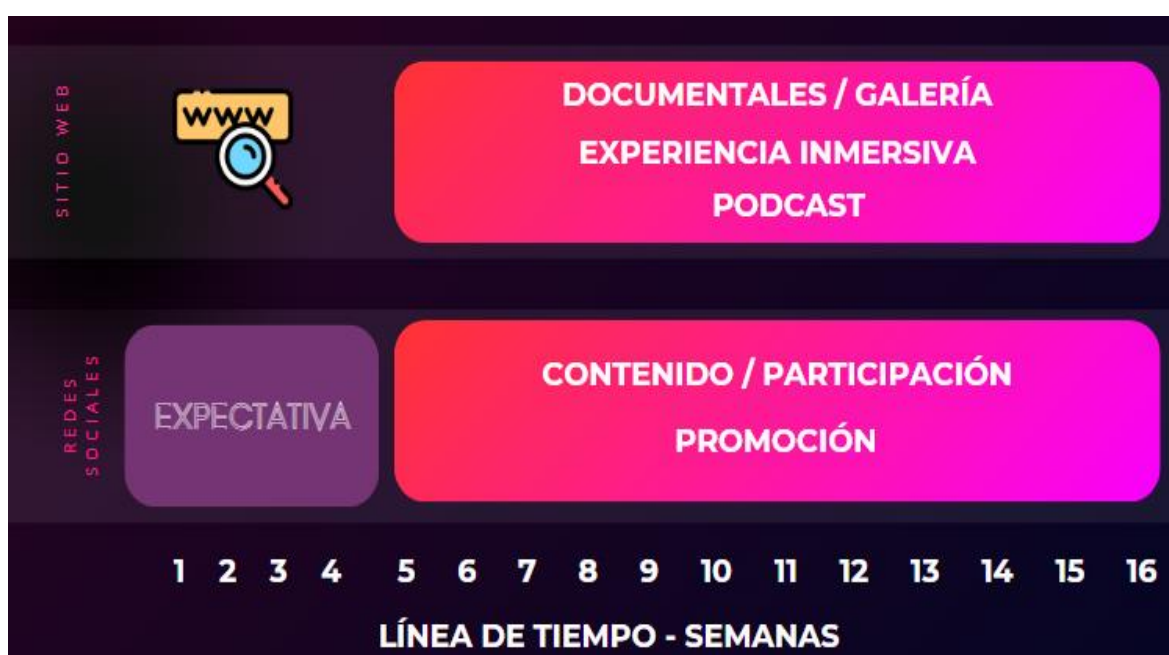 SITIO WEB
WWW
DOCUMENTALES / GALERÍA
EXPERIENCIA INMERSIVA
PODCAST
REDES
SOCIALES
EXPECTATIVA
CONTENIDO / PARTICIPACIÓN
PROMOCIÓN
1 2 3 4 5 6 7 8 9 10 11 12 13 14 15 16
LÍNEA DE TIEMPO - SEMANAS